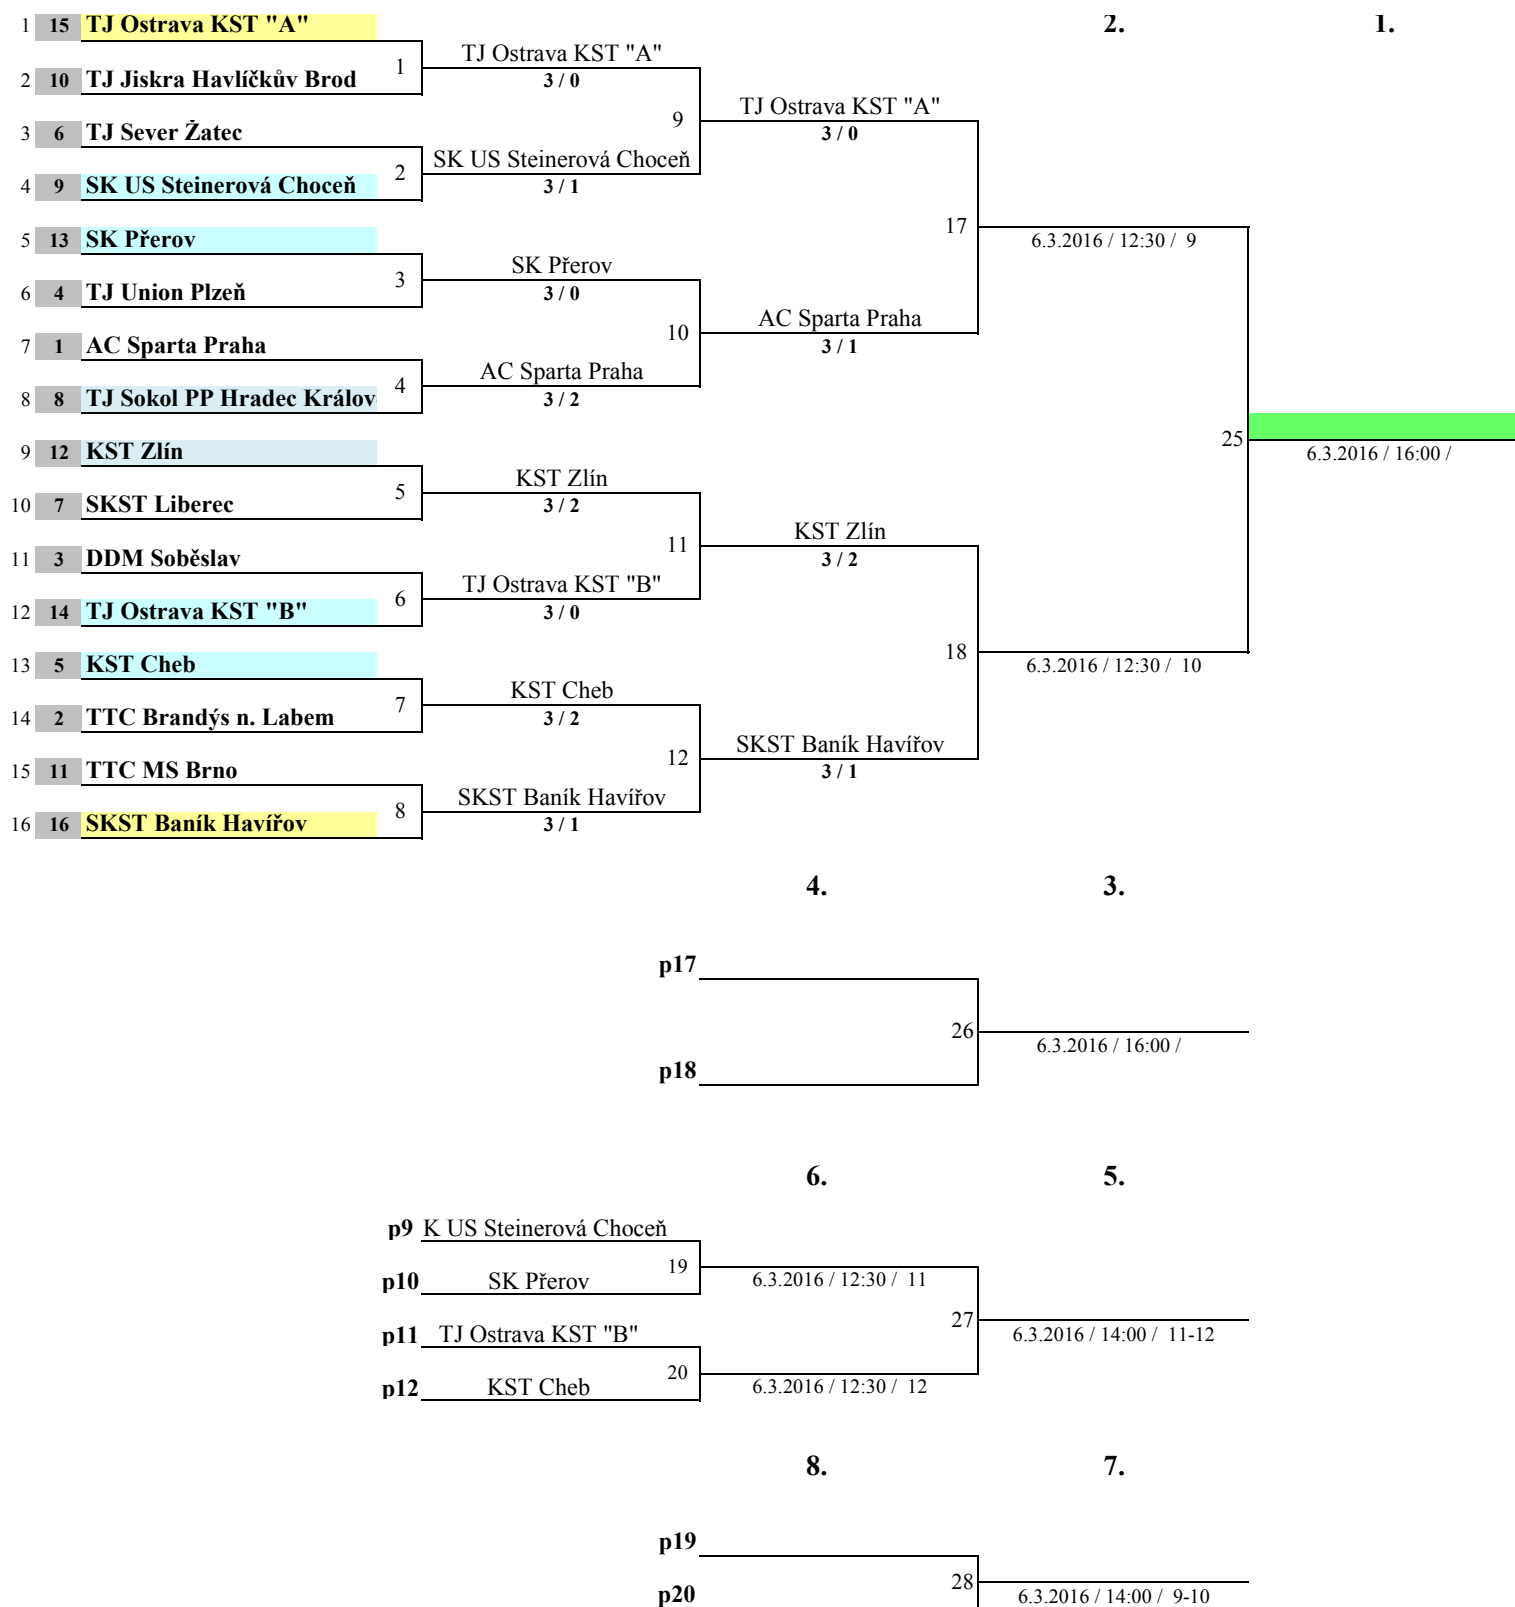 2. 1.
1 15 TJ Ostrava KST "A"
TJ Ostrava KST "A"
1
2 10 TJ Jiskra Havlíčkův Brod 3 / 0
TJ Ostrava KST "A"
9
3 6 TJ Sever Žatec 3 / 0
SK US Steinerová Choceň
2
4 9 SK US Steinerová Choceň 3 / 1
17
5 13 SK Přerov 6.3.2016 / 12:30 / 9
SK Přerov
3
6 4 TJ Union Plzeň 3 / 0
AC Sparta Praha
10
7 1 AC Sparta Praha 3 / 1
AC Sparta Praha
4
8 8 TJ Sokol PP Hradec Králov 3 / 2
25
9 12 KST Zlín 6.3.2016 / 16:00 /
KST Zlín
5
10 7 SKST Liberec 3 / 2
KST Zlín
11
11 3 DDM Soběslav 3 / 2
TJ Ostrava KST "B"
6
12 14 TJ Ostrava KST "B" 3 / 0
18
13 5 KST Cheb 6.3.2016 / 12:30 / 10
KST Cheb
7
14 2 TTC Brandýs n. Labem 3 / 2
SKST Baník Havířov
12
15 11 TTC MS Brno 3 / 1
SKST Baník Havířov
8
16 16 SKST Baník Havířov 3 / 1
4. 3.
p17
26
6.3.2016 / 16:00 /
p18
6. 5.
p9 K US Steinerová Choceň
19
p10 SK Přerov 6.3.2016 / 12:30 / 11
27
p11 TJ Ostrava KST "B" 6.3.2016 / 14:00 / 11-12
20
p12 KST Cheb 6.3.2016 / 12:30 / 12
8. 7.
p19
28
p20 6.3.2016 / 14:00 / 9-10